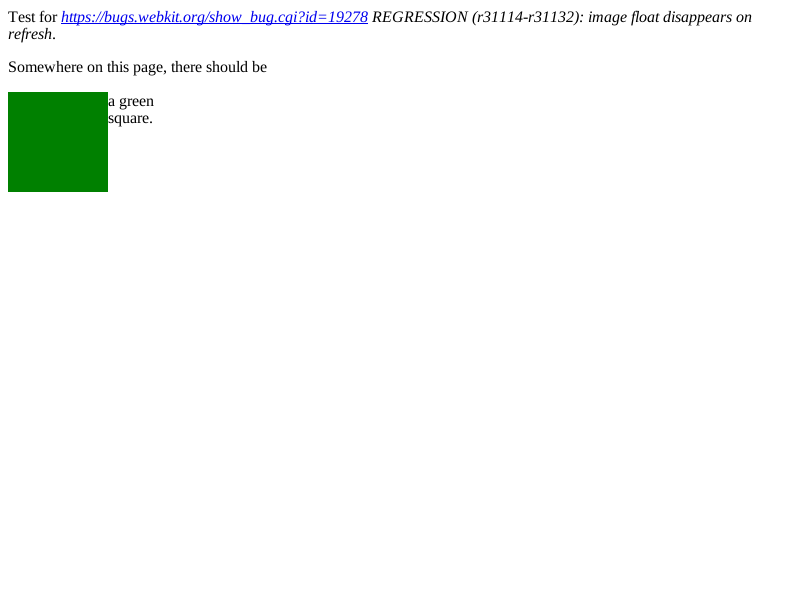 Test for https://bugs.webkit.org/show_bug.cgi?id=19278 REGRESSION (r31114-r31132): image float disappears on
refresh.
Somewhere on this page, there should be
a green
square.